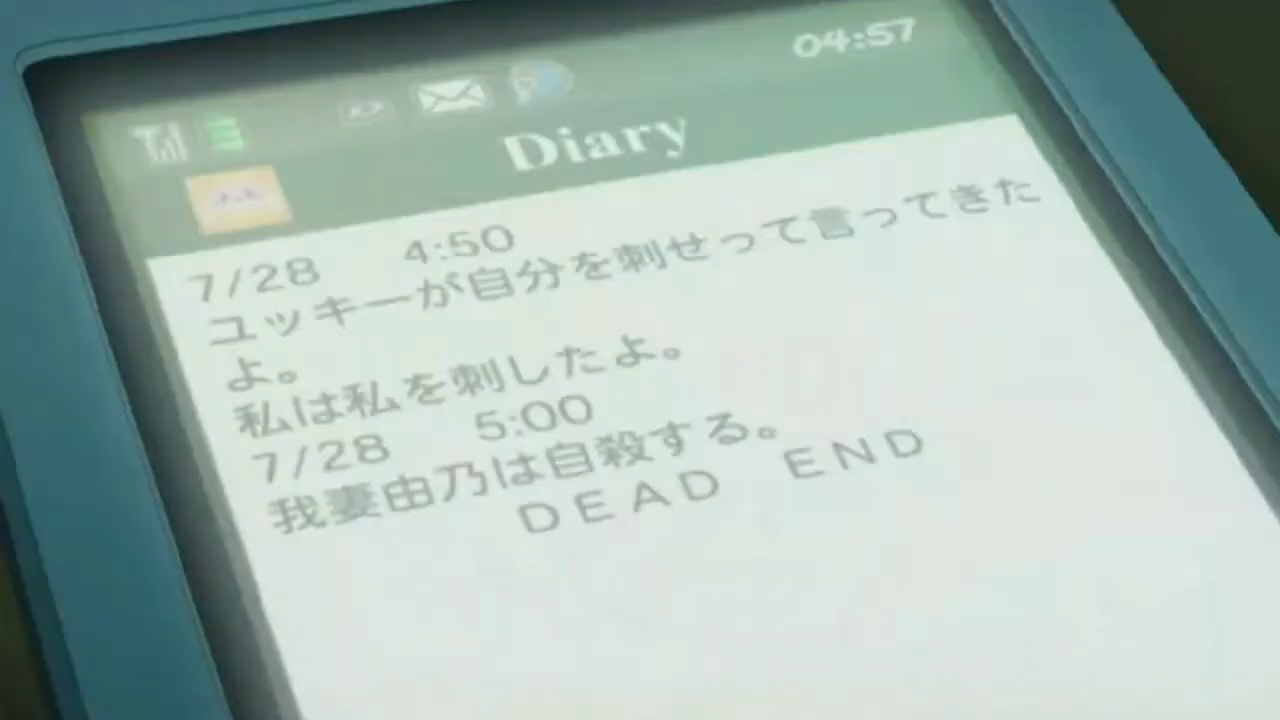 04:57
Diary
7/28 4:50
ユッキーが自分を刺せって言ってきた
よ。
私は私を刺したよ。
7/28 5:00
我妻由乃は自殺する。
DEAD END